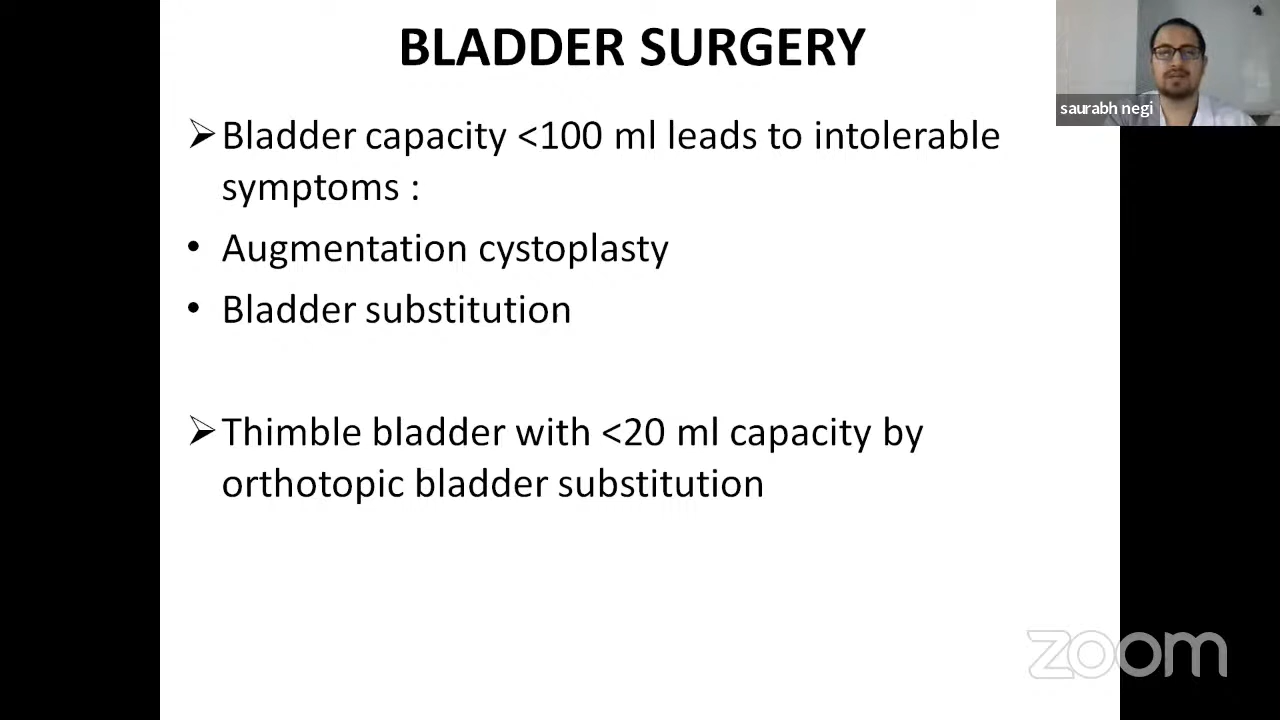 BLADDER SURGERY
saurabh negi
➢Bladder capacity <100 ml leads to intolerable
symptoms :
• Augmentation cystoplasty
• Bladder substitution
➢Thimble bladder with <20 ml capacity by
orthotopic bladder substitution
zoom